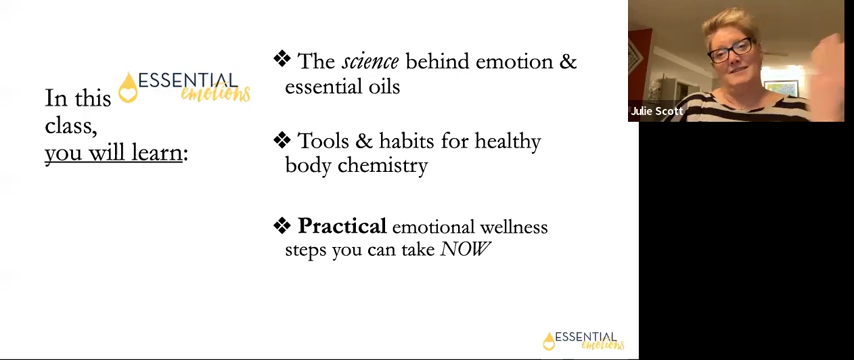 In this
class,
you will learn:
ESSENTIAL
emotions
❖ The science behind emotion &
essential oils
❖ Tools & habits for healthy
body chemistry
❖ Practical emotional wellness
steps you can take NOW
ESSENTIAL
emotions
Julie Scott